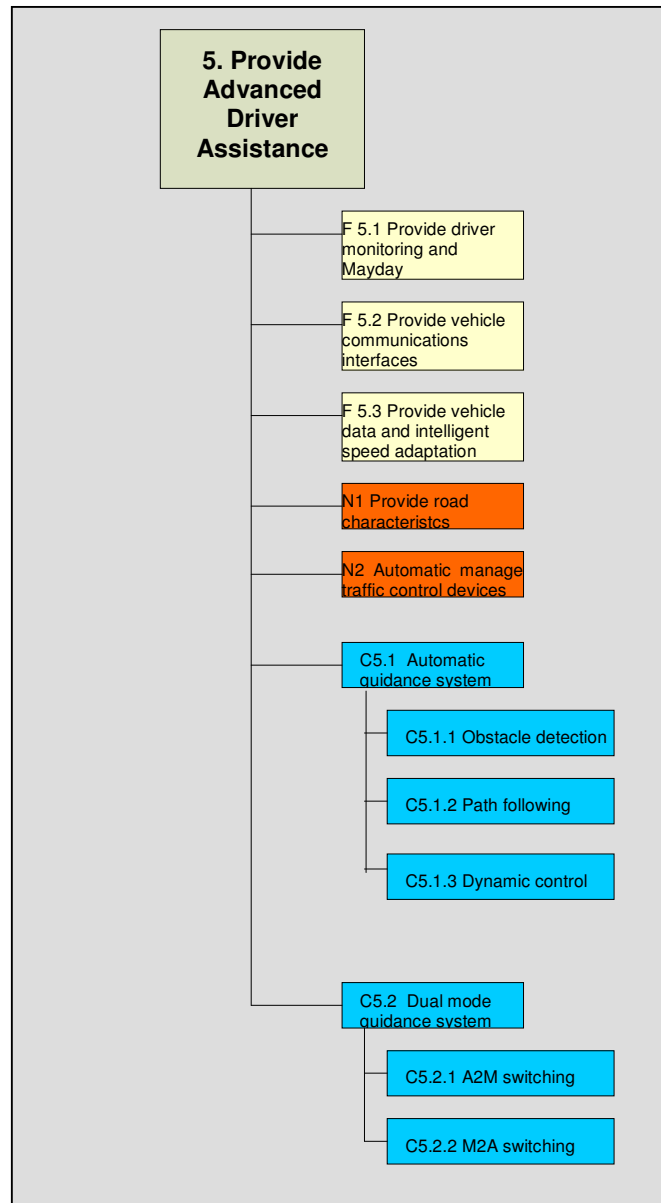 5. Provide
Advanced
Driver
Assistance
F 5.1 Provide driver
monitoring and
Mayday
F 5.2 Provide vehicle
communications
interfaces
F 5.3 Provide vehicle
data and intelligent
speed adaptation
N1 Provide road
characteristcs
N2 Automatic manage
traffic control devices
C5.1 Automatic
guidance system
C5.1.1 Obstacle detection
C5.1.2 Path following
C5.1.3 Dynamic control
C5.2 Dual mode
guidance system
C5.2.1 A2M switching
C5.2.2 M2A switching